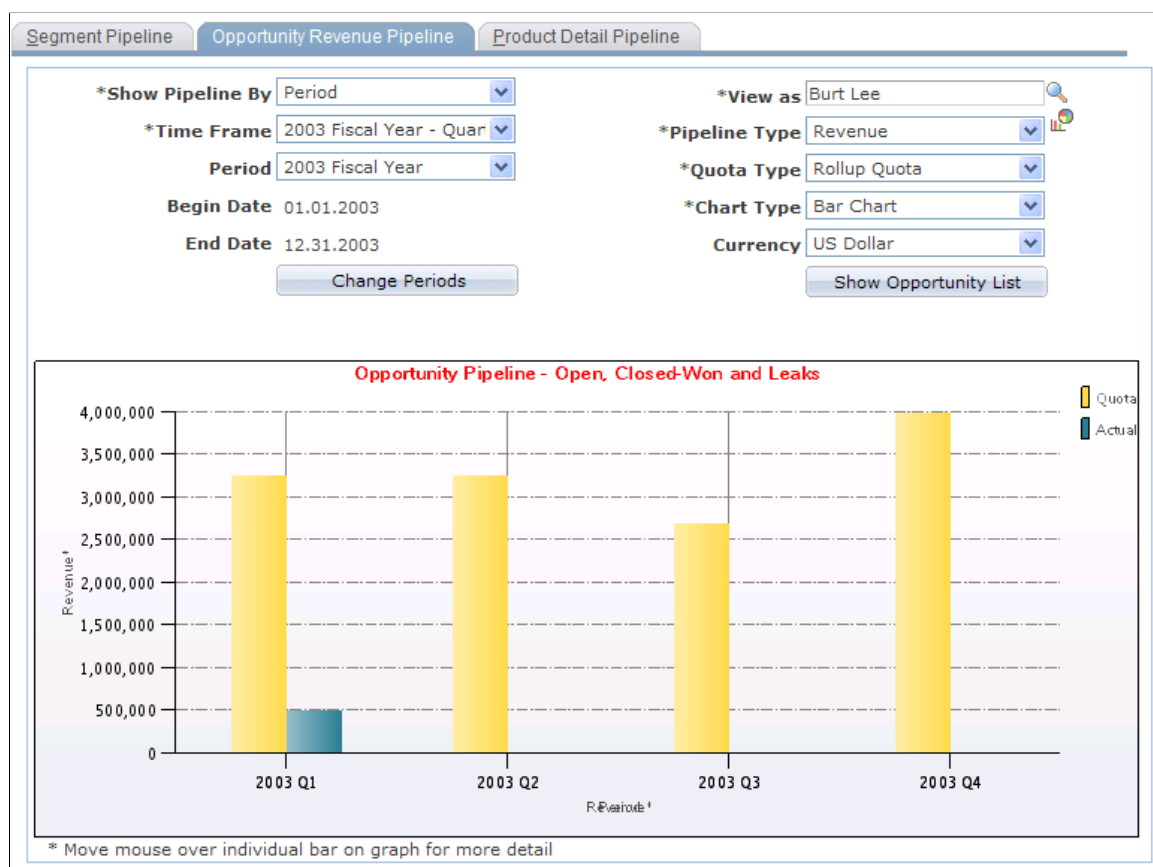 Segment Pipeline
Opportunity Revenue Pipeline
Product Detail Pipeline
*Show Pipeline By Period
*View as Burt Lee
*Time Frame 2003 Fiscal Year - Quar
*Pipeline Type Revenue
Period 2003 Fiscal Year
*Quota Type Rollup Quota
Begin Date 01.01.2003
*Chart Type Bar Chart
End Date 12.31.2003
Currency US Dollar
Change Periods
Show Opportunity List
Opportunity Pipeline - Open, Closed-Won and Leaks
Quota
Actual
4,000,000
3,500,000
3,000,000
2,500,000
2,000,000
1,500,000
1,000,000
500,000
0
Revenue*
2003 Q1
2003 Q2
2003 Q3
2003 Q4
* Move mouse over individual bar on graph for more detail